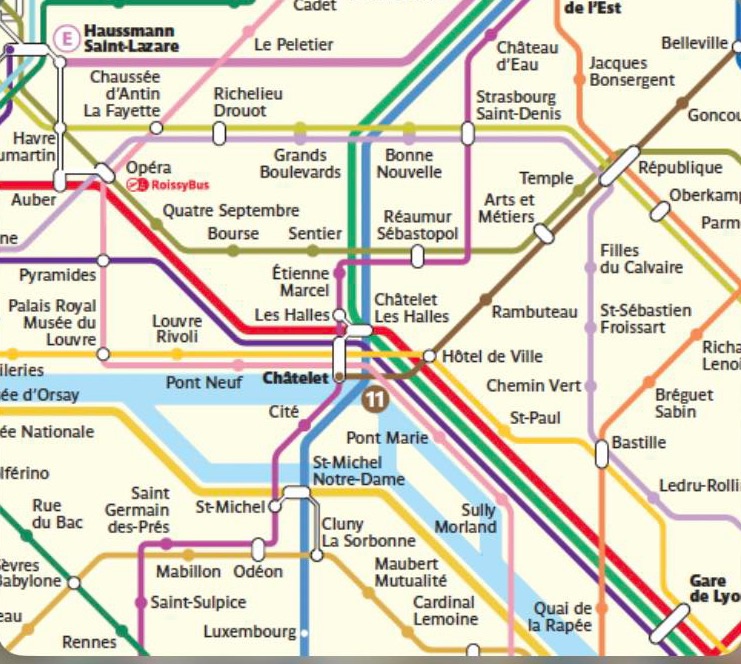 de l'Est
Cadet
E
Haussmann
Saint-Lazare
Le Peletier
Château
d'Eau
Belleville
Jacques
Bonsergent
Chaussée
d'Antin
La Fayette
Richelieu
Drouot
Strasbourg
Saint-Denis
Goncou
Havre
umartin
Grands
Boulevards
Bonne
Nouvelle
République
Opéra
RoissyBus
Temple
Auber
Oberkamp
Quatre Septembre
Arts et
Métiers
Parm
Réaumur
Sébastopol
Bourse
Sentier
ne
Filles
du Calvaire
Pyramides
Étienne
Marcel
Palais Royal
Musée du
Louvre
Les Halles
Châtelet
Les Halles
Rambuteau
St-Sébastien
Froissart
Louvre
Rivoli
Richa
Leno
Hôtel de Ville
ileries
Pont Neuf
Châtelet
Chemin Vert
ée d'Orsay
11
Bréguet
Sabin
Cité
St-Paul
ée Nationale
Pont Marie
Bastille
lférino
St-Michel
Notre-Dame
Ledru-Rolli
Saint
Germain
des-Prés
St-Michel
Rue
du Bac
Sully
Morland
Cluny
La Sorbonne
èvres
Babylone
Mabillon
Odéon
Maubert
Mutualité
Gare
de Lyo
Saint-Sulpice
Cardinal
Lemoine
Quai de
la Rapée
eau
Rennes
Luxembourg